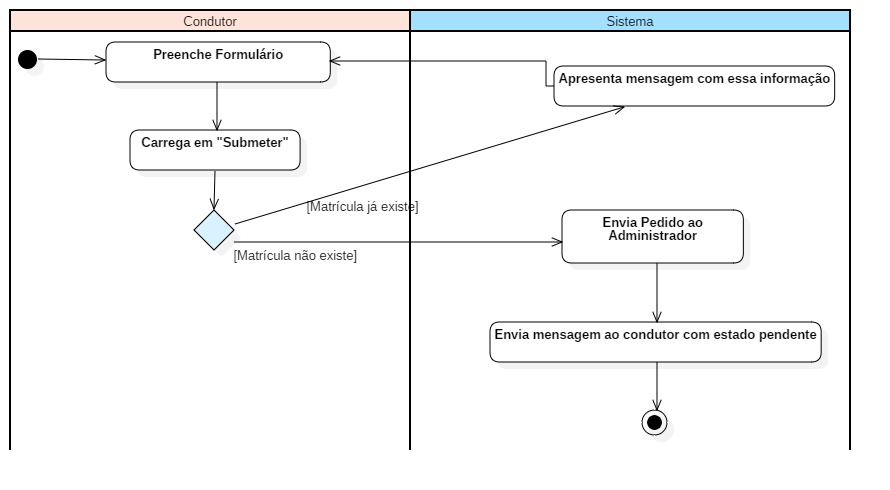 Condutor
Sistema
Preenche Formulário
Apresenta mensagem com essa informação
Carrega em "Submeter"
[Matrícula já existe]
[Matrícula não existe]
Envia Pedido ao
Administrador
Envia mensagem ao condutor com estado pendente